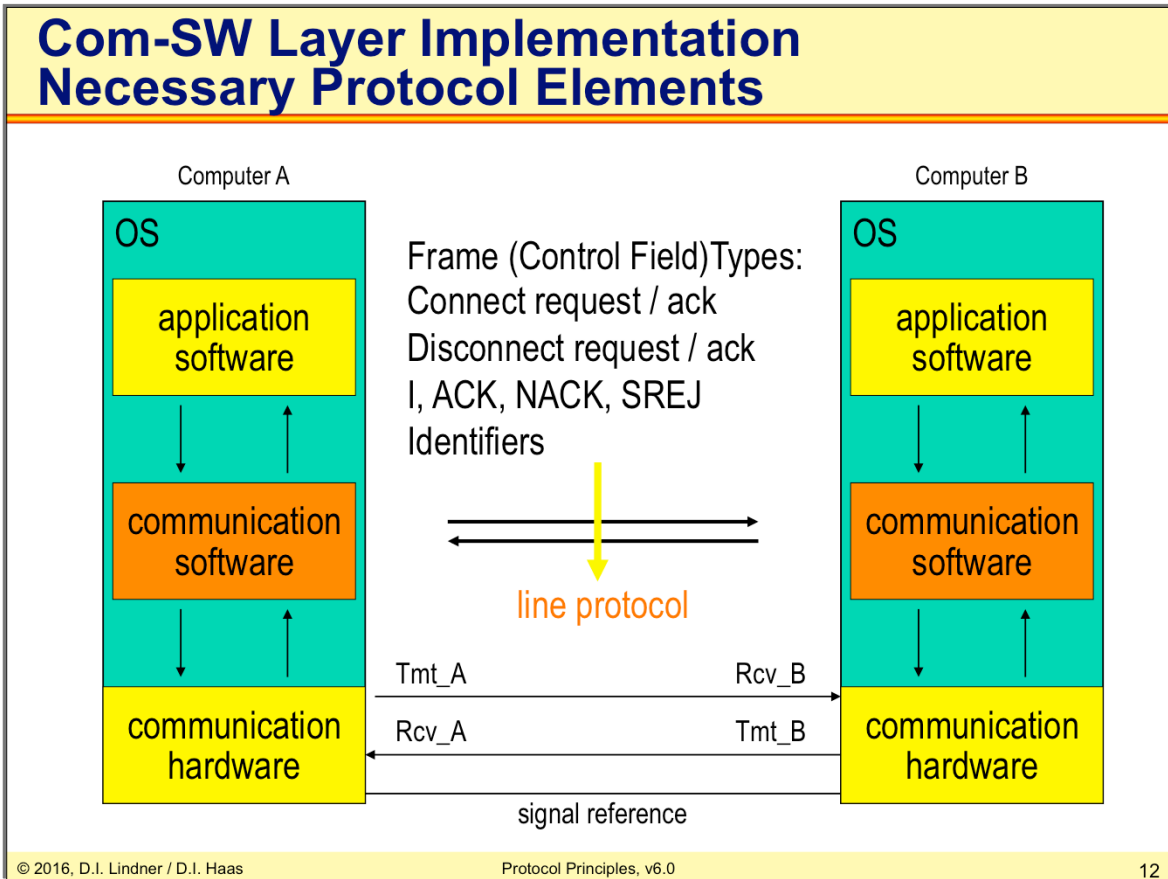 Com-SW Layer Implementation
Necessary Protocol Elements
Computer A
OS
application
software
communication
software
communication
hardware
Frame (Control Field)Types:
Connect request / ack
Disconnect request / ack
I, ACK, NACK, SREJ
Identifiers
line protocol
Tmt_A
Rcv_B
Rcv_A
Tmt_B
signal reference
Computer B
OS
application
software
communication
software
communication
hardware
© 2016, D.I. Lindner / D.I. Haas
Protocol Principles, v6.0
12